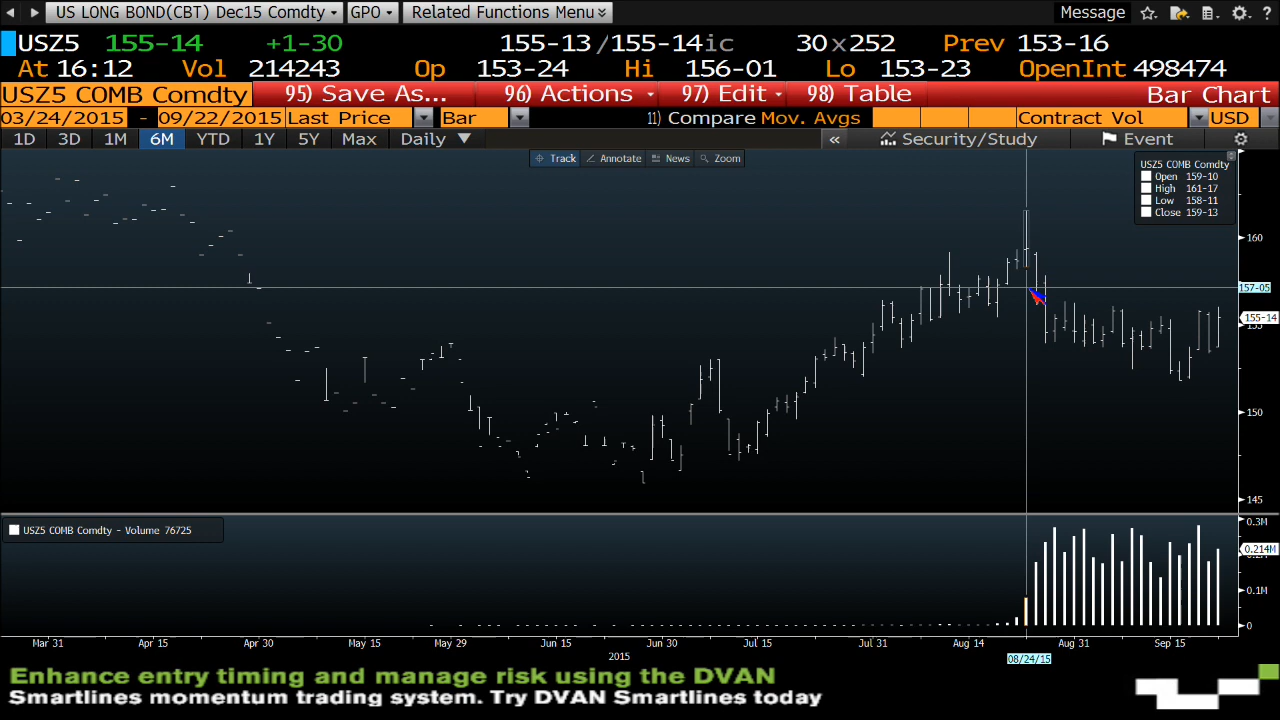 US LONG BOND(CBT) Dec15 Comdty GPO Related Functions Menu Message ?
USZ5 155-14 +1-30 155-13/155-14ic 30x252 Prev 153-16
At 16:12 Vol 214243 Op 153-24 Hi 156-01 Lo 153-23 OpenInt 498474
USZ5 COMB Comdty 95) Save As... 96) Actions 97) Edit 98) Table Bar Chart
03/24/2015 - 09/22/2015 Last Price Bar 11) Compare Mov. Avgs Contract Vol USD
1D 3D 1M 6M YTD 1Y 5Y Max Daily « Security/Study Event
Track Annotate News Zoom
USZ5 COMB Comdty
Open 159-10
High 161-17
Low 158-11
Close 159-13
160
157-05
155-14
155
150
145
USZ5 COMB Comdty - Volume 76725
0.3M
0.214M
0.2M
0.1M
0
Mar 31 Apr 15 Apr 30 May 15 May 29 Jun 15 Jun 30 Jul 15 Jul 31 Aug 14 Aug 31 Sep 15
2015
08/24/15
Enhance entry timing and manage risk using the DVAN
Smartlines momentum trading system. Try DVAN Smartlines today